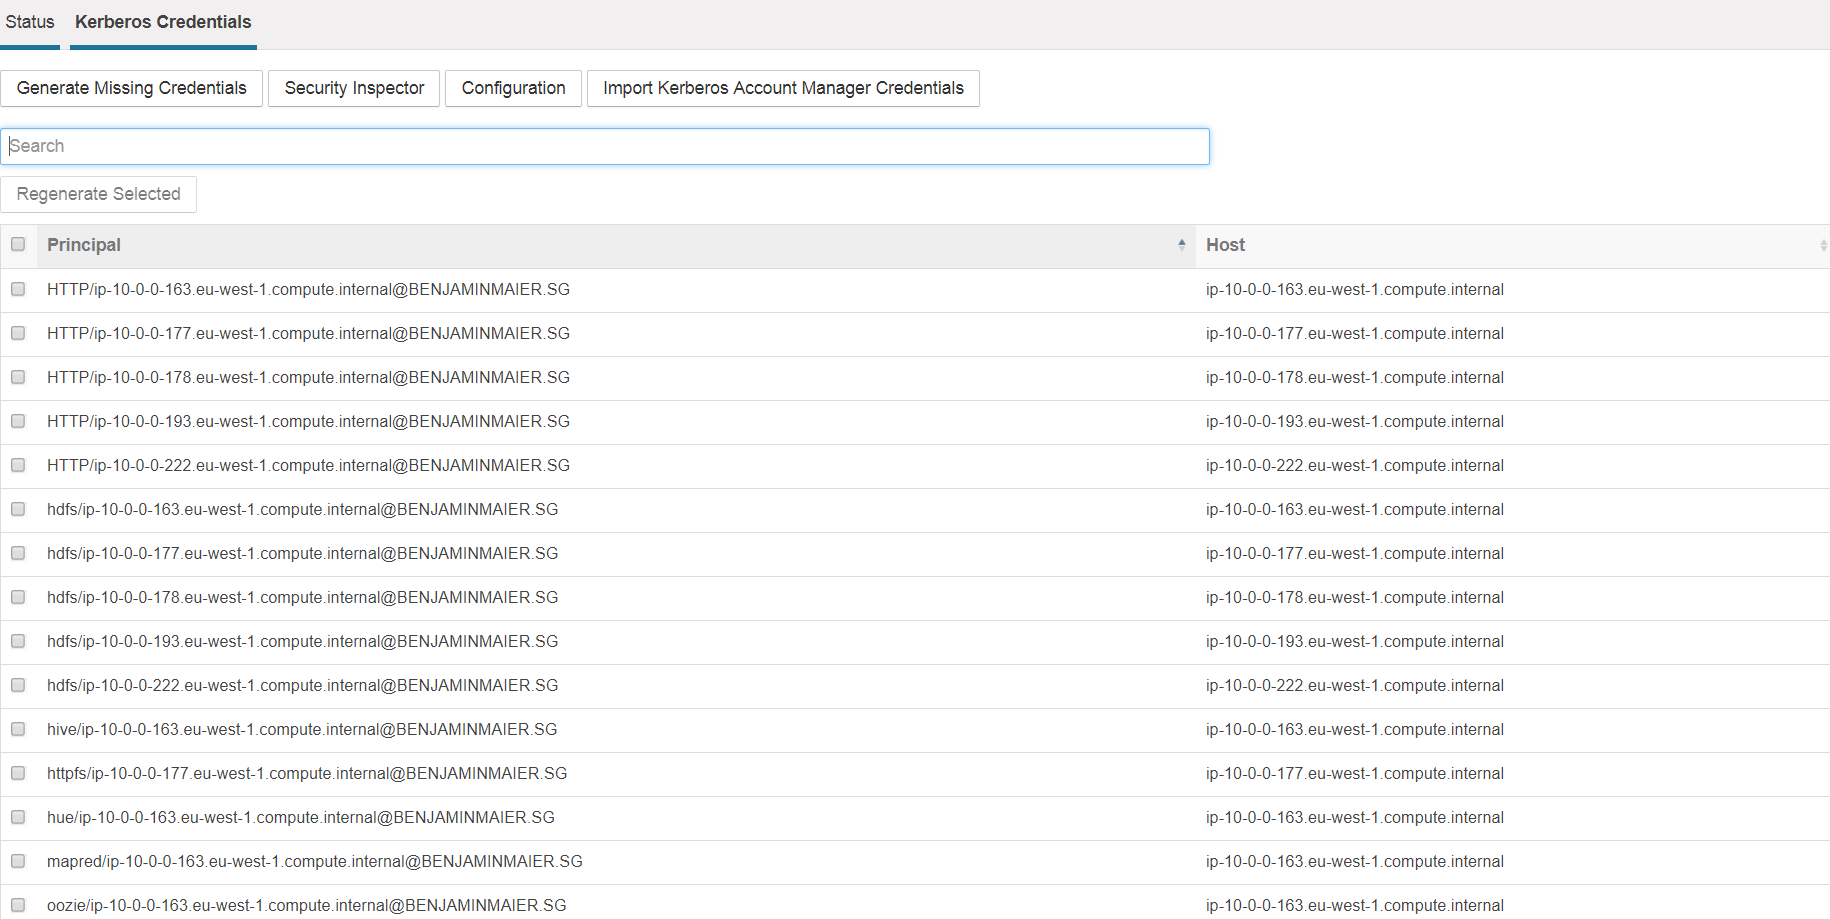 Status Kerberos Credentials
Generate Missing Credentials Security Inspector Configuration Import Kerberos Account Manager Credentials
Search
Regenerate Selected
Principal Host
HTTP/ip-10-0-0-163.eu-west-1.compute.internal@BENJAMINMAIER.SG ip-10-0-0-163.eu-west-1.compute.internal
HTTP/ip-10-0-0-177.eu-west-1.compute.internal@BENJAMINMAIER.SG ip-10-0-0-177.eu-west-1.compute.internal
HTTP/ip-10-0-0-178.eu-west-1.compute.internal@BENJAMINMAIER.SG ip-10-0-0-178.eu-west-1.compute.internal
HTTP/ip-10-0-0-193.eu-west-1.compute.internal@BENJAMINMAIER.SG ip-10-0-0-193.eu-west-1.compute.internal
HTTP/ip-10-0-0-222.eu-west-1.compute.internal@BENJAMINMAIER.SG ip-10-0-0-222.eu-west-1.compute.internal
hdfs/ip-10-0-0-163.eu-west-1.compute.internal@BENJAMINMAIER.SG ip-10-0-0-163.eu-west-1.compute.internal
hdfs/ip-10-0-0-177.eu-west-1.compute.internal@BENJAMINMAIER.SG ip-10-0-0-177.eu-west-1.compute.internal
hdfs/ip-10-0-0-178.eu-west-1.compute.internal@BENJAMINMAIER.SG ip-10-0-0-178.eu-west-1.compute.internal
hdfs/ip-10-0-0-193.eu-west-1.compute.internal@BENJAMINMAIER.SG ip-10-0-0-193.eu-west-1.compute.internal
hdfs/ip-10-0-0-222.eu-west-1.compute.internal@BENJAMINMAIER.SG ip-10-0-0-222.eu-west-1.compute.internal
hive/ip-10-0-0-163.eu-west-1.compute.internal@BENJAMINMAIER.SG ip-10-0-0-163.eu-west-1.compute.internal
httpfs/ip-10-0-0-177.eu-west-1.compute.internal@BENJAMINMAIER.SG ip-10-0-0-177.eu-west-1.compute.internal
hue/ip-10-0-0-163.eu-west-1.compute.internal@BENJAMINMAIER.SG ip-10-0-0-163.eu-west-1.compute.internal
mapred/ip-10-0-0-163.eu-west-1.compute.internal@BENJAMINMAIER.SG ip-10-0-0-163.eu-west-1.compute.internal
oozie/ip-10-0-0-163.eu-west-1.compute.internal@BENJAMINMAIER.SG ip-10-0-0-163.eu-west-1.compute.internal